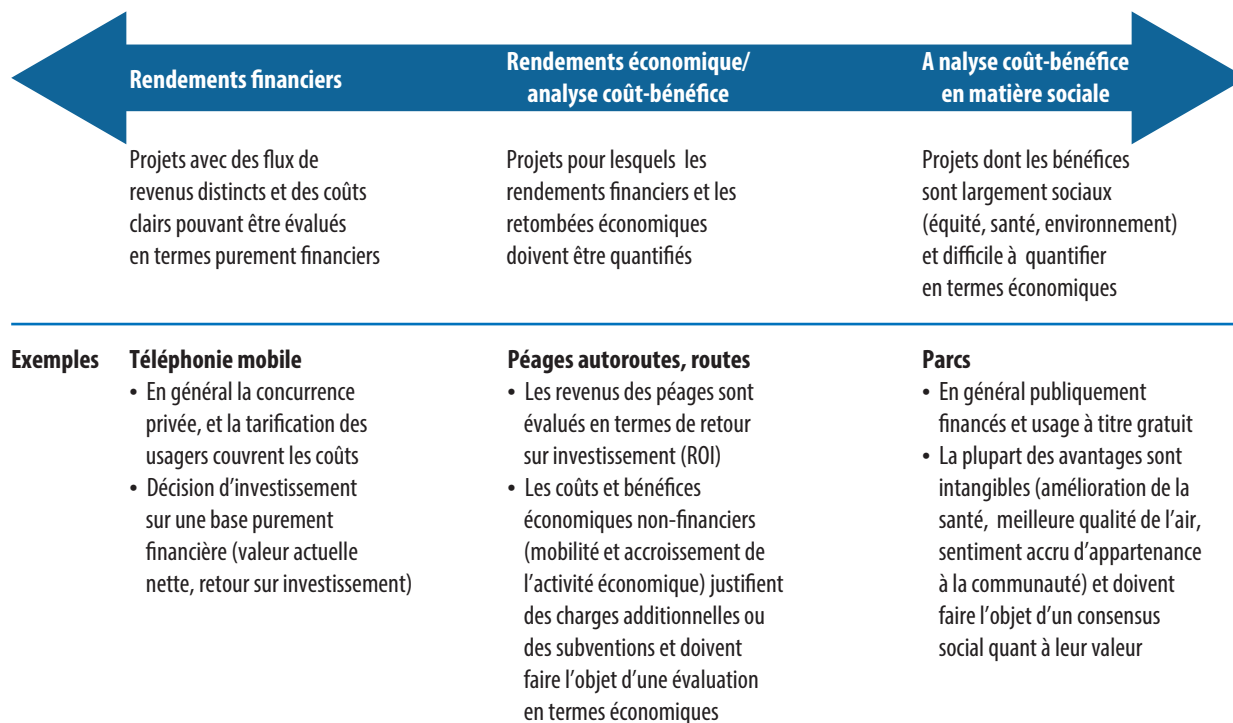 Rendements financiers
Rendements économique/
analyse coût-bénéfice
A nalyse coût-bénéfice
en matière sociale
Projets avec des flux de
revenus distincts et des coûts
clairs pouvant être évalués
en termes purement financiers
Projets pour lesquels les
rendements financiers et les
retombées économiques
doivent être quantifiés
Projets dont les bénéfices
sont largement sociaux
(équité, santé, environnement)
et difficile à quantifier
en termes économiques
Exemples
Téléphonie mobile
• En général la concurrence
privée, et la tarification des
usagers couvrent les coûts
• Décision d’investissement
sur une base purement
financière (valeur actuelle
nette, retour sur investissement)
Péages autoroutes, routes
• Les revenus des péages sont
évalués en termes de retour
sur investissement (ROI)
• Les coûts et bénéfices
économiques non-financiers
(mobilité et accroissement de
l’activité économique) justifient
des charges additionnelles ou
des subventions et doivent
faire l’objet d’une évaluation
en termes économiques
Parcs
• En général publiquement
financés et usage à titre gratuit
• La plupart des avantages sont
intangibles (amélioration de la
santé, meilleure qualité de l’air,
sentiment accru d’appartenance
à la communauté) et doivent
faire l’objet d’un consensus
social quant à leur valeur